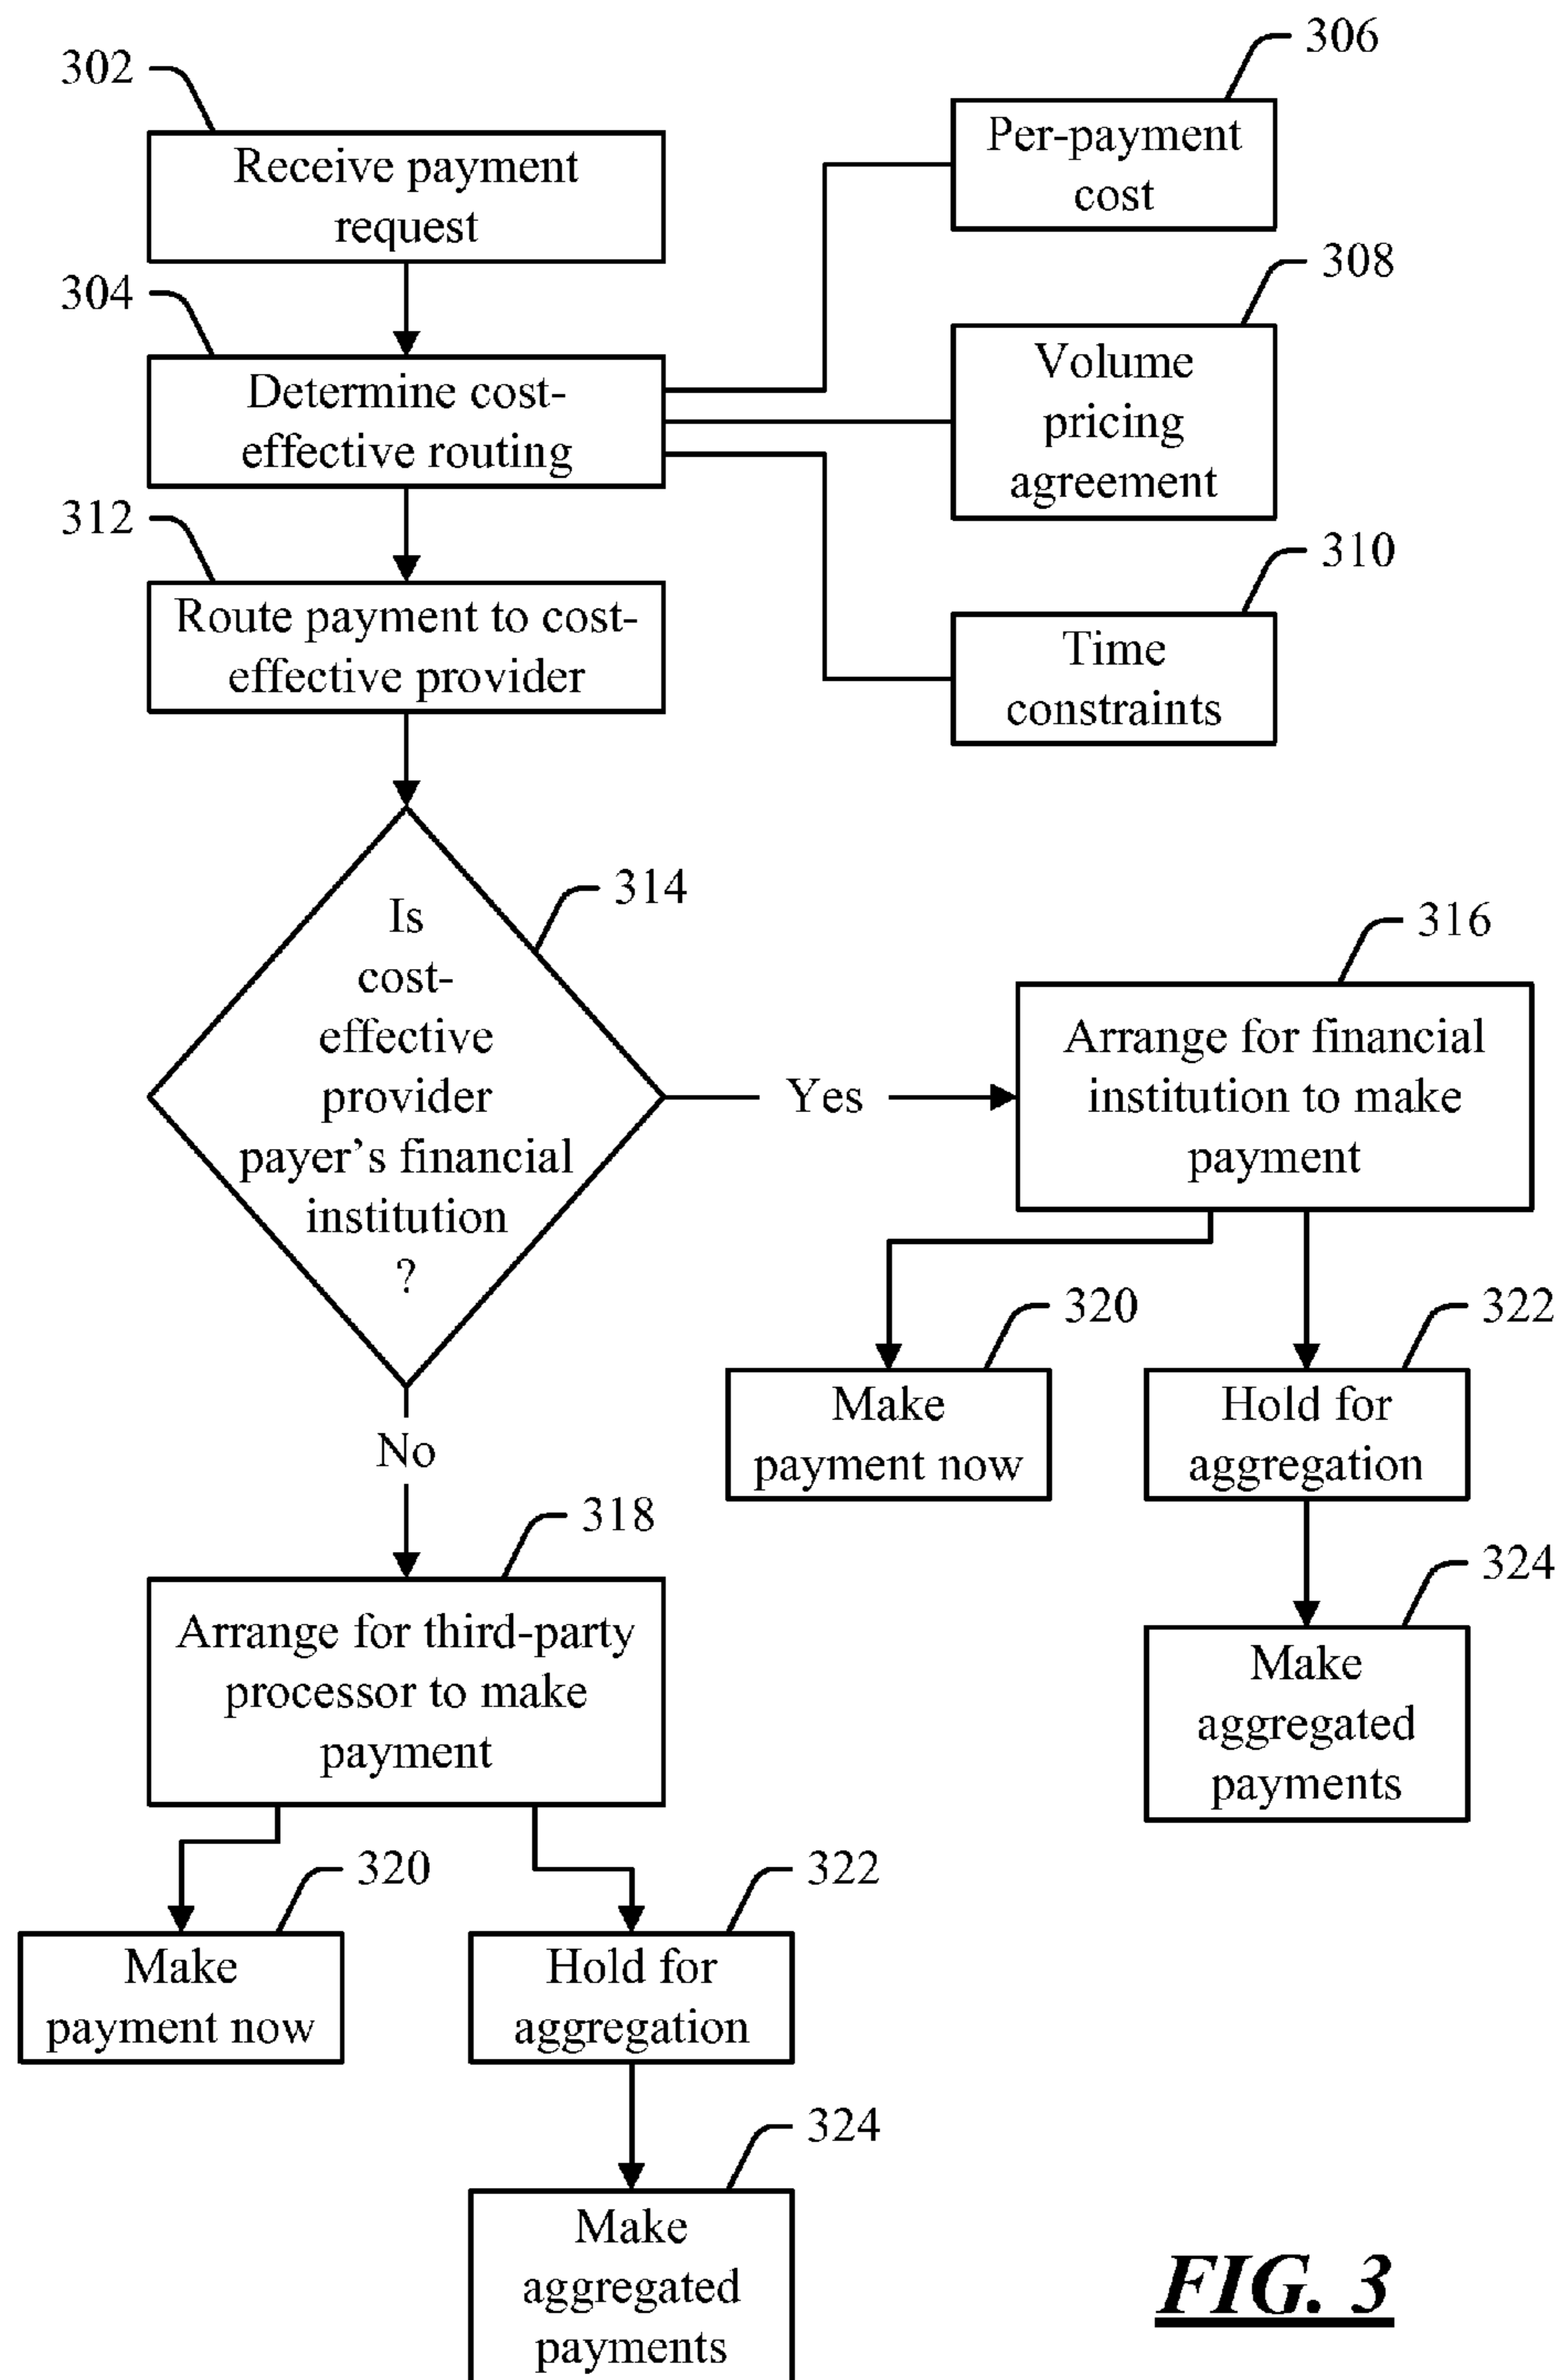 302
Receive payment
request
306
Per-payment
cost
304
Determine cost-
effective routing
308
Volume
pricing
agreement
310
Time
constraints
312
Route payment to cost-
effective provider
314
Is
cost-
effective
provider
payer’s financial
institution
?
Yes
316
Arrange for financial
institution to make
payment
320
Make
payment now
322
Hold for
aggregation
324
Make
aggregated
payments
No
318
Arrange for third-party
processor to make
payment
320
Make
payment now
322
Hold for
aggregation
324
Make
aggregated
payments
FIG. 3